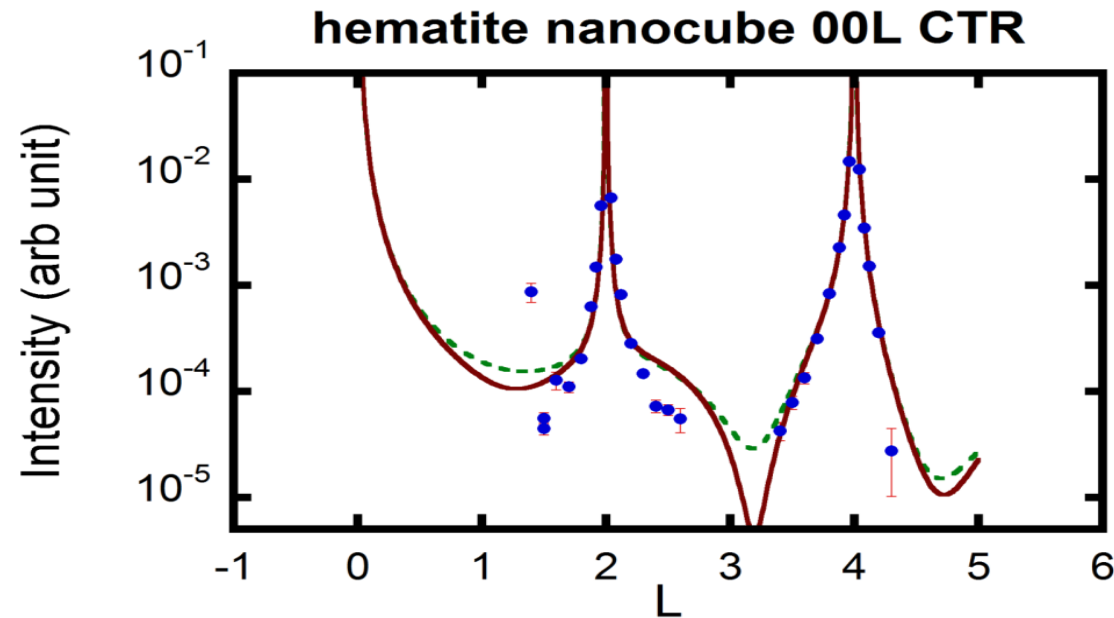 hematite nanocube 00L CTR
Intensity (arb unit)
10^-1
10^-2
10^-3
10^-4
10^-5
-1 0 1 2 3 4 5 6
L